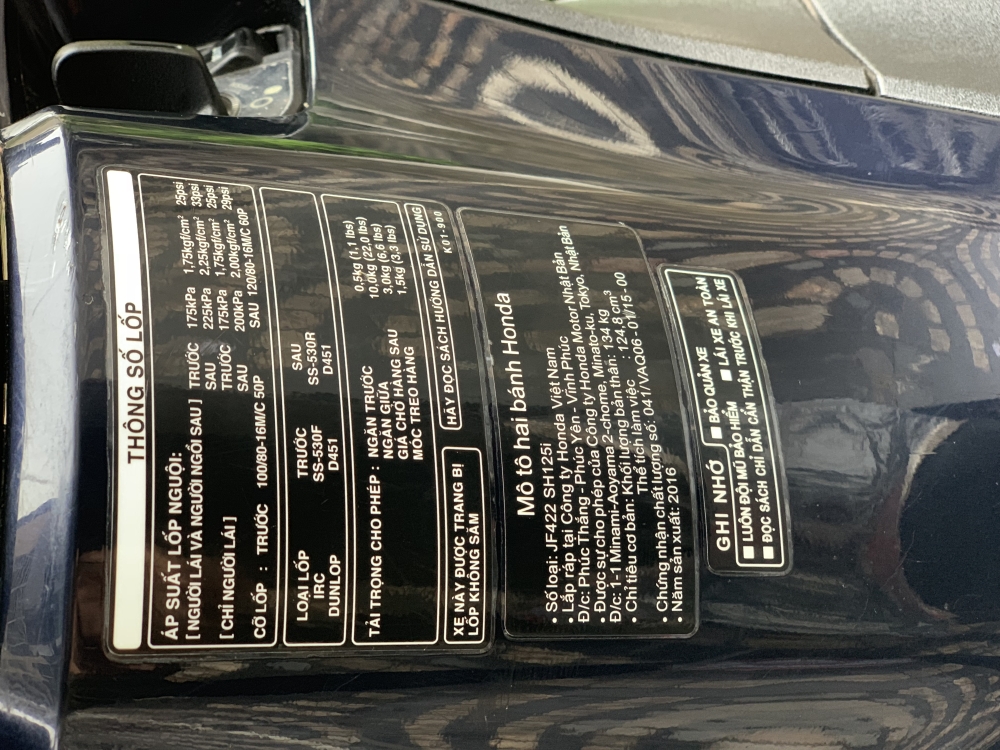 THÔNG SỐ LỐP
ÁP SUẤT LỐP NGUỘI:
[ NGƯỜI LÁI VÀ NGƯỜI NGỒI SAU ] TRƯỚC 175kPa 1,75kgf/cm² 25psi
SAU 225kPa 2,25kgf/cm² 33psi
[ CHỈ NGƯỜI LÁI ] TRƯỚC 175kPa 1,75kgf/cm² 25psi
SAU 200kPa 2,00kgf/cm² 29psi
CỠ LỐP : TRƯỚC 100/80-16M/C 50P SAU 120/80-16M/C 60P
LOẠI LỐP TRƯỚC SAU
IRC SS-530F SS-530R
DUNLOP D451 D451
TẢI TRỌNG CHO PHÉP : NGĂN TRƯỚC 0,5kg (1,1 lbs)
NGĂN GIỮA 10,0kg (22,0 lbs)
GIÁ CHỞ HÀNG SAU 3,0kg (6,6 lbs)
MÓC TREO HÀNG 1,5kg (3,3 lbs)
XE NÀY ĐƯỢC TRANG BỊ
LỐP KHÔNG SĂM
HÃY ĐỌC SÁCH HƯỚNG DẪN SỬ DỤNG
K01-900
Mô tô hai bánh Honda
• Số loại: JF422 SH125i
• Lắp ráp tại Công ty Honda Việt Nam
Đ/c: Phúc Thắng - Phúc Yên - Vĩnh Phúc
• Được sự cho phép của Công ty Honda Motor, Nhật Bản
Đ/c: 1-1 Minami-Aoyama 2-chome, Minato-ku, Tokyo, Nhật Bản
• Chỉ tiêu cơ bản: Khối lượng bản thân: 134 kg
Thể tích làm việc : 124,8 cm³
• Chứng nhận chất lượng số: 041/VAQ06 - 01/15 - 00
• Năm sản xuất: 2016
GHI NHỚ ■ BẢO QUẢN XE
■ LUÔN ĐỘI MŨ BẢO HIỂM ■ LÁI XE AN TOÀN
■ ĐỌC SÁCH CHỈ DẪN CẨN THẬN TRƯỚC KHI LÁI XE